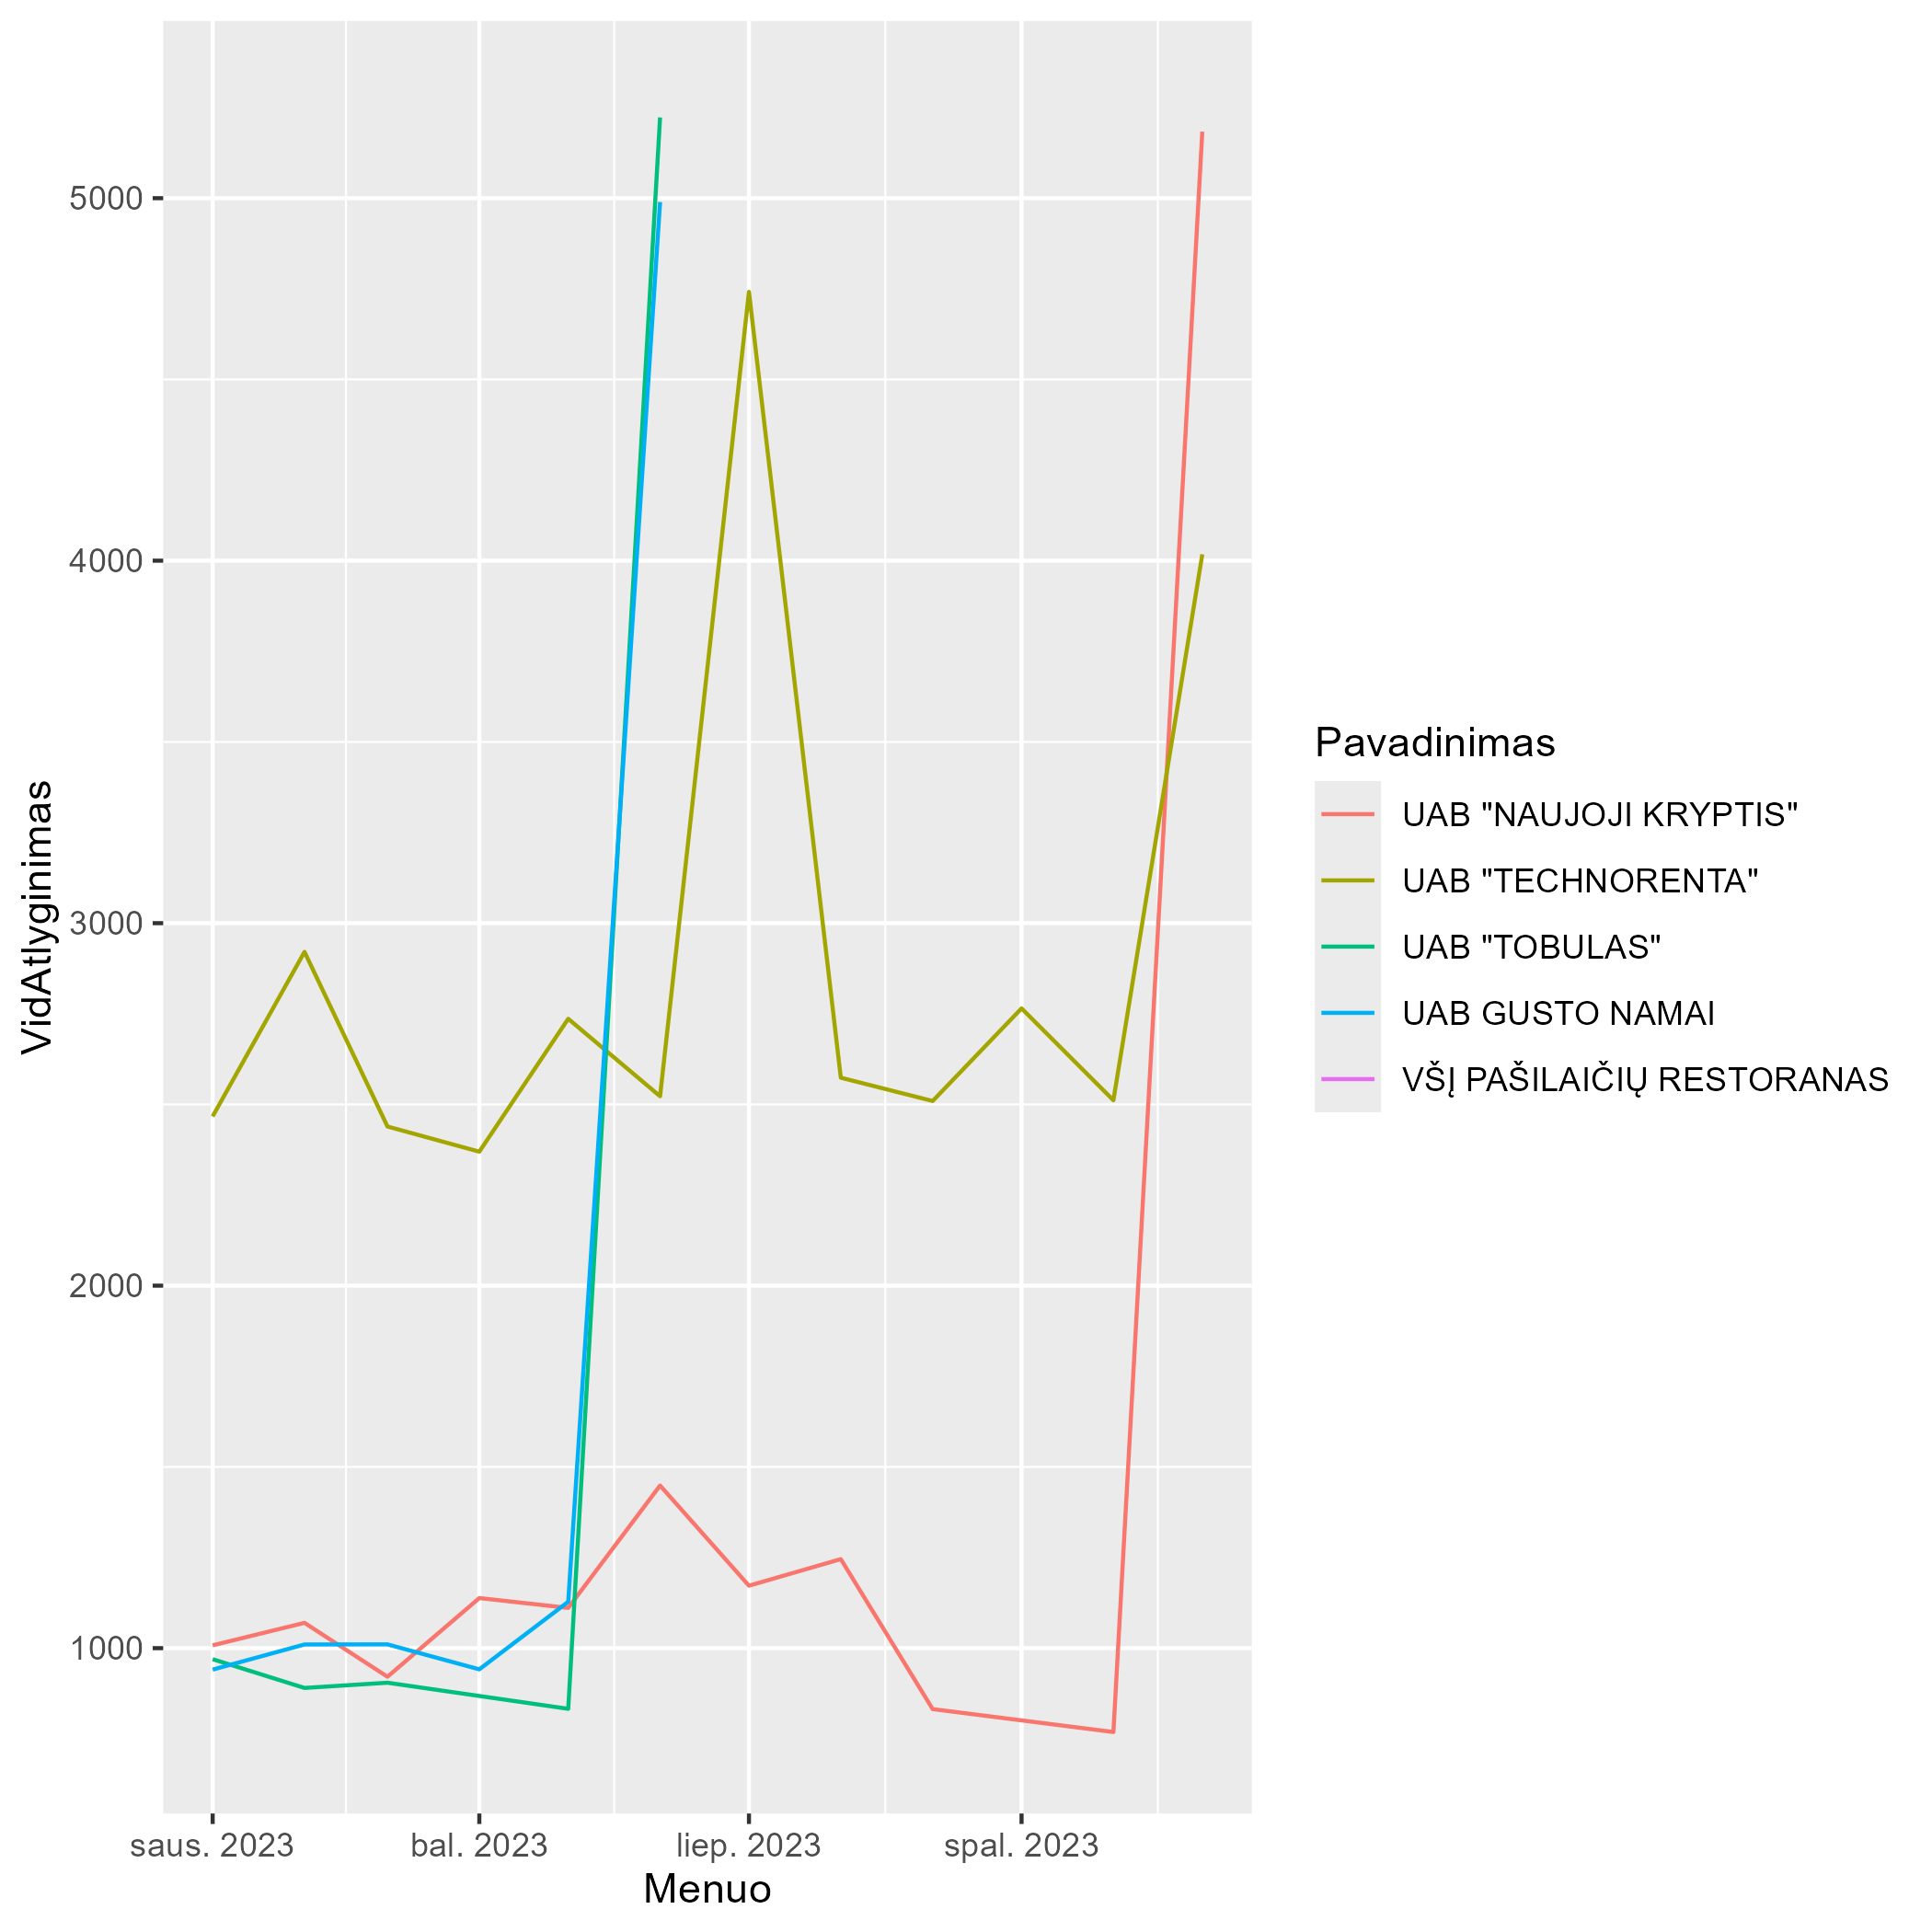 VidAtlyginimas
5000
4000
3000
2000
1000
saus. 2023
bal. 2023
liep. 2023
spal. 2023
Menuo
Pavadinimas
UAB "NAUJOJI KRYPTIS"
UAB "TECHNORENTA"
UAB "TOBULAS"
UAB GUSTO NAMAI
VŠĮ PAŠILAIČIŲ RESTORANAS